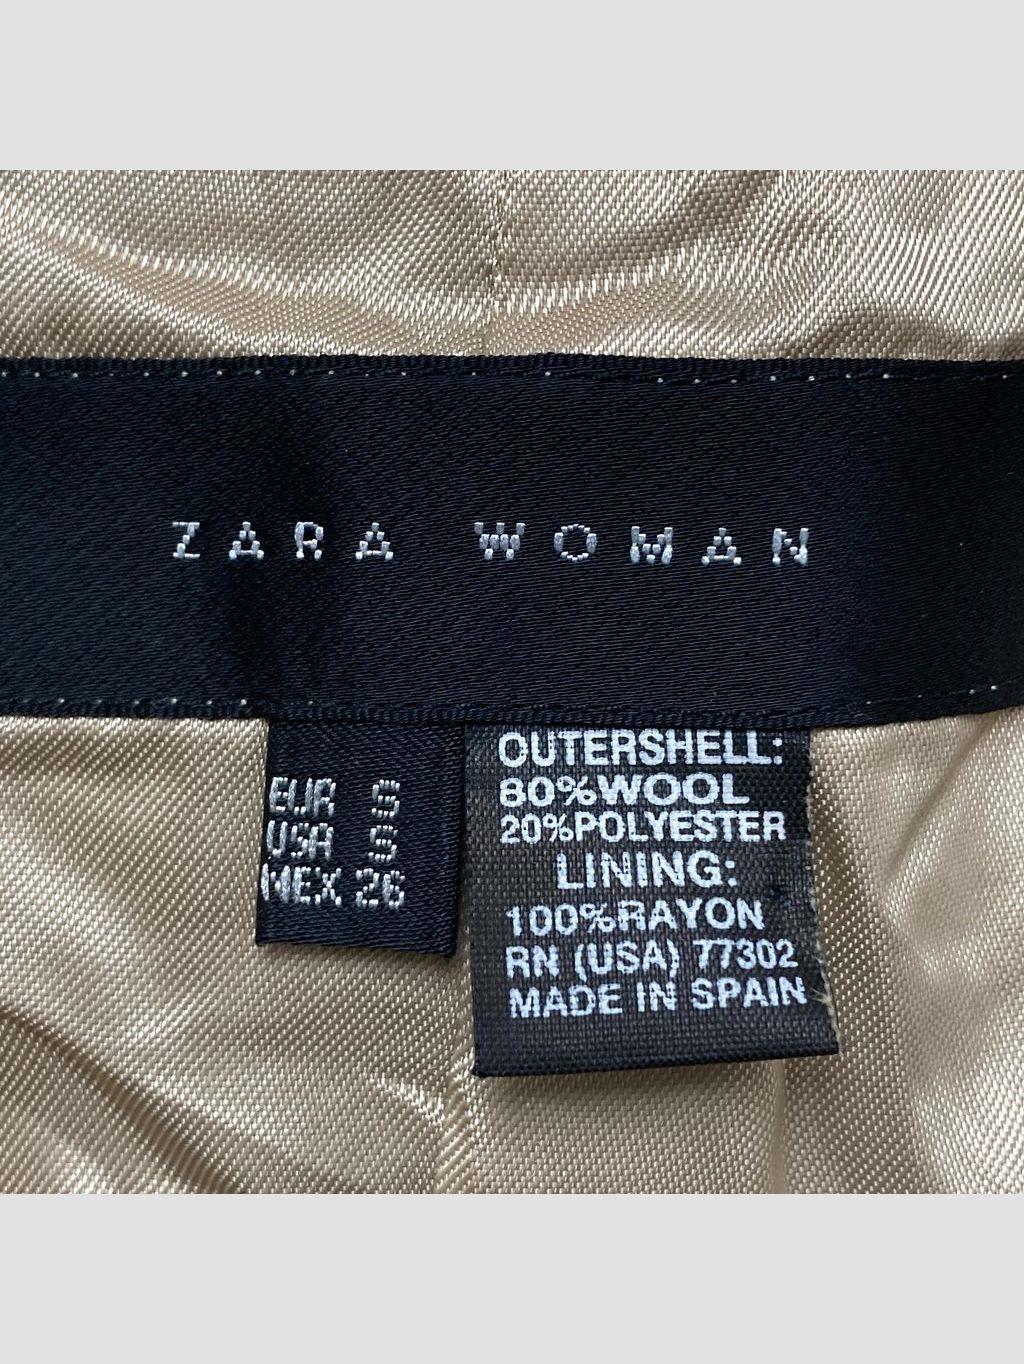 ZARA WOMAN
EUR S
USA S
MEX 26
OUTERSHELL:
80%WOOL
20%POLYESTER
LINING:
100%RAYON
RN (USA) 77302
MADE IN SPAIN